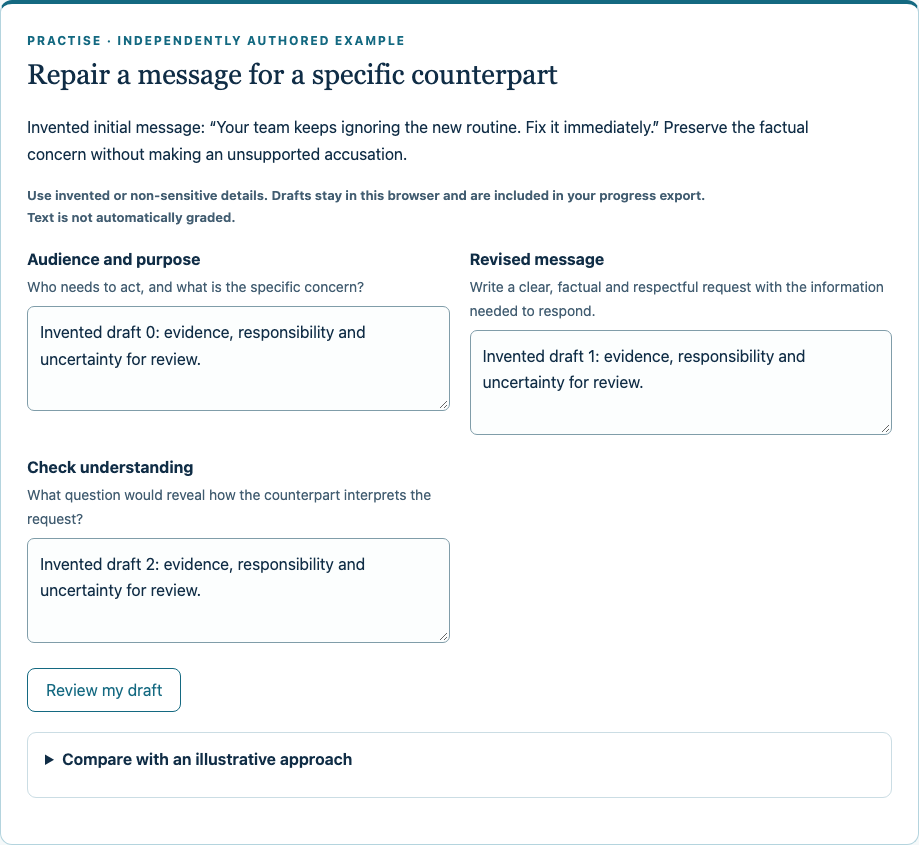 PRACTISE · INDEPENDENTLY AUTHORED EXAMPLE
Repair a message for a specific counterpart
Invented initial message: “Your team keeps ignoring the new routine. Fix it immediately.” Preserve the factual
concern without making an unsupported accusation.
Use invented or non-sensitive details. Drafts stay in this browser and are included in your progress export.
Text is not automatically graded.
Audience and purpose
Who needs to act, and what is the specific concern?
Invented draft 0: evidence, responsibility and
uncertainty for review.
Revised message
Write a clear, factual and respectful request with the information
needed to respond.
Invented draft 1: evidence, responsibility and
uncertainty for review.
Check understanding
What question would reveal how the counterpart interprets the
request?
Invented draft 2: evidence, responsibility and
uncertainty for review.
Review my draft
Compare with an illustrative approach